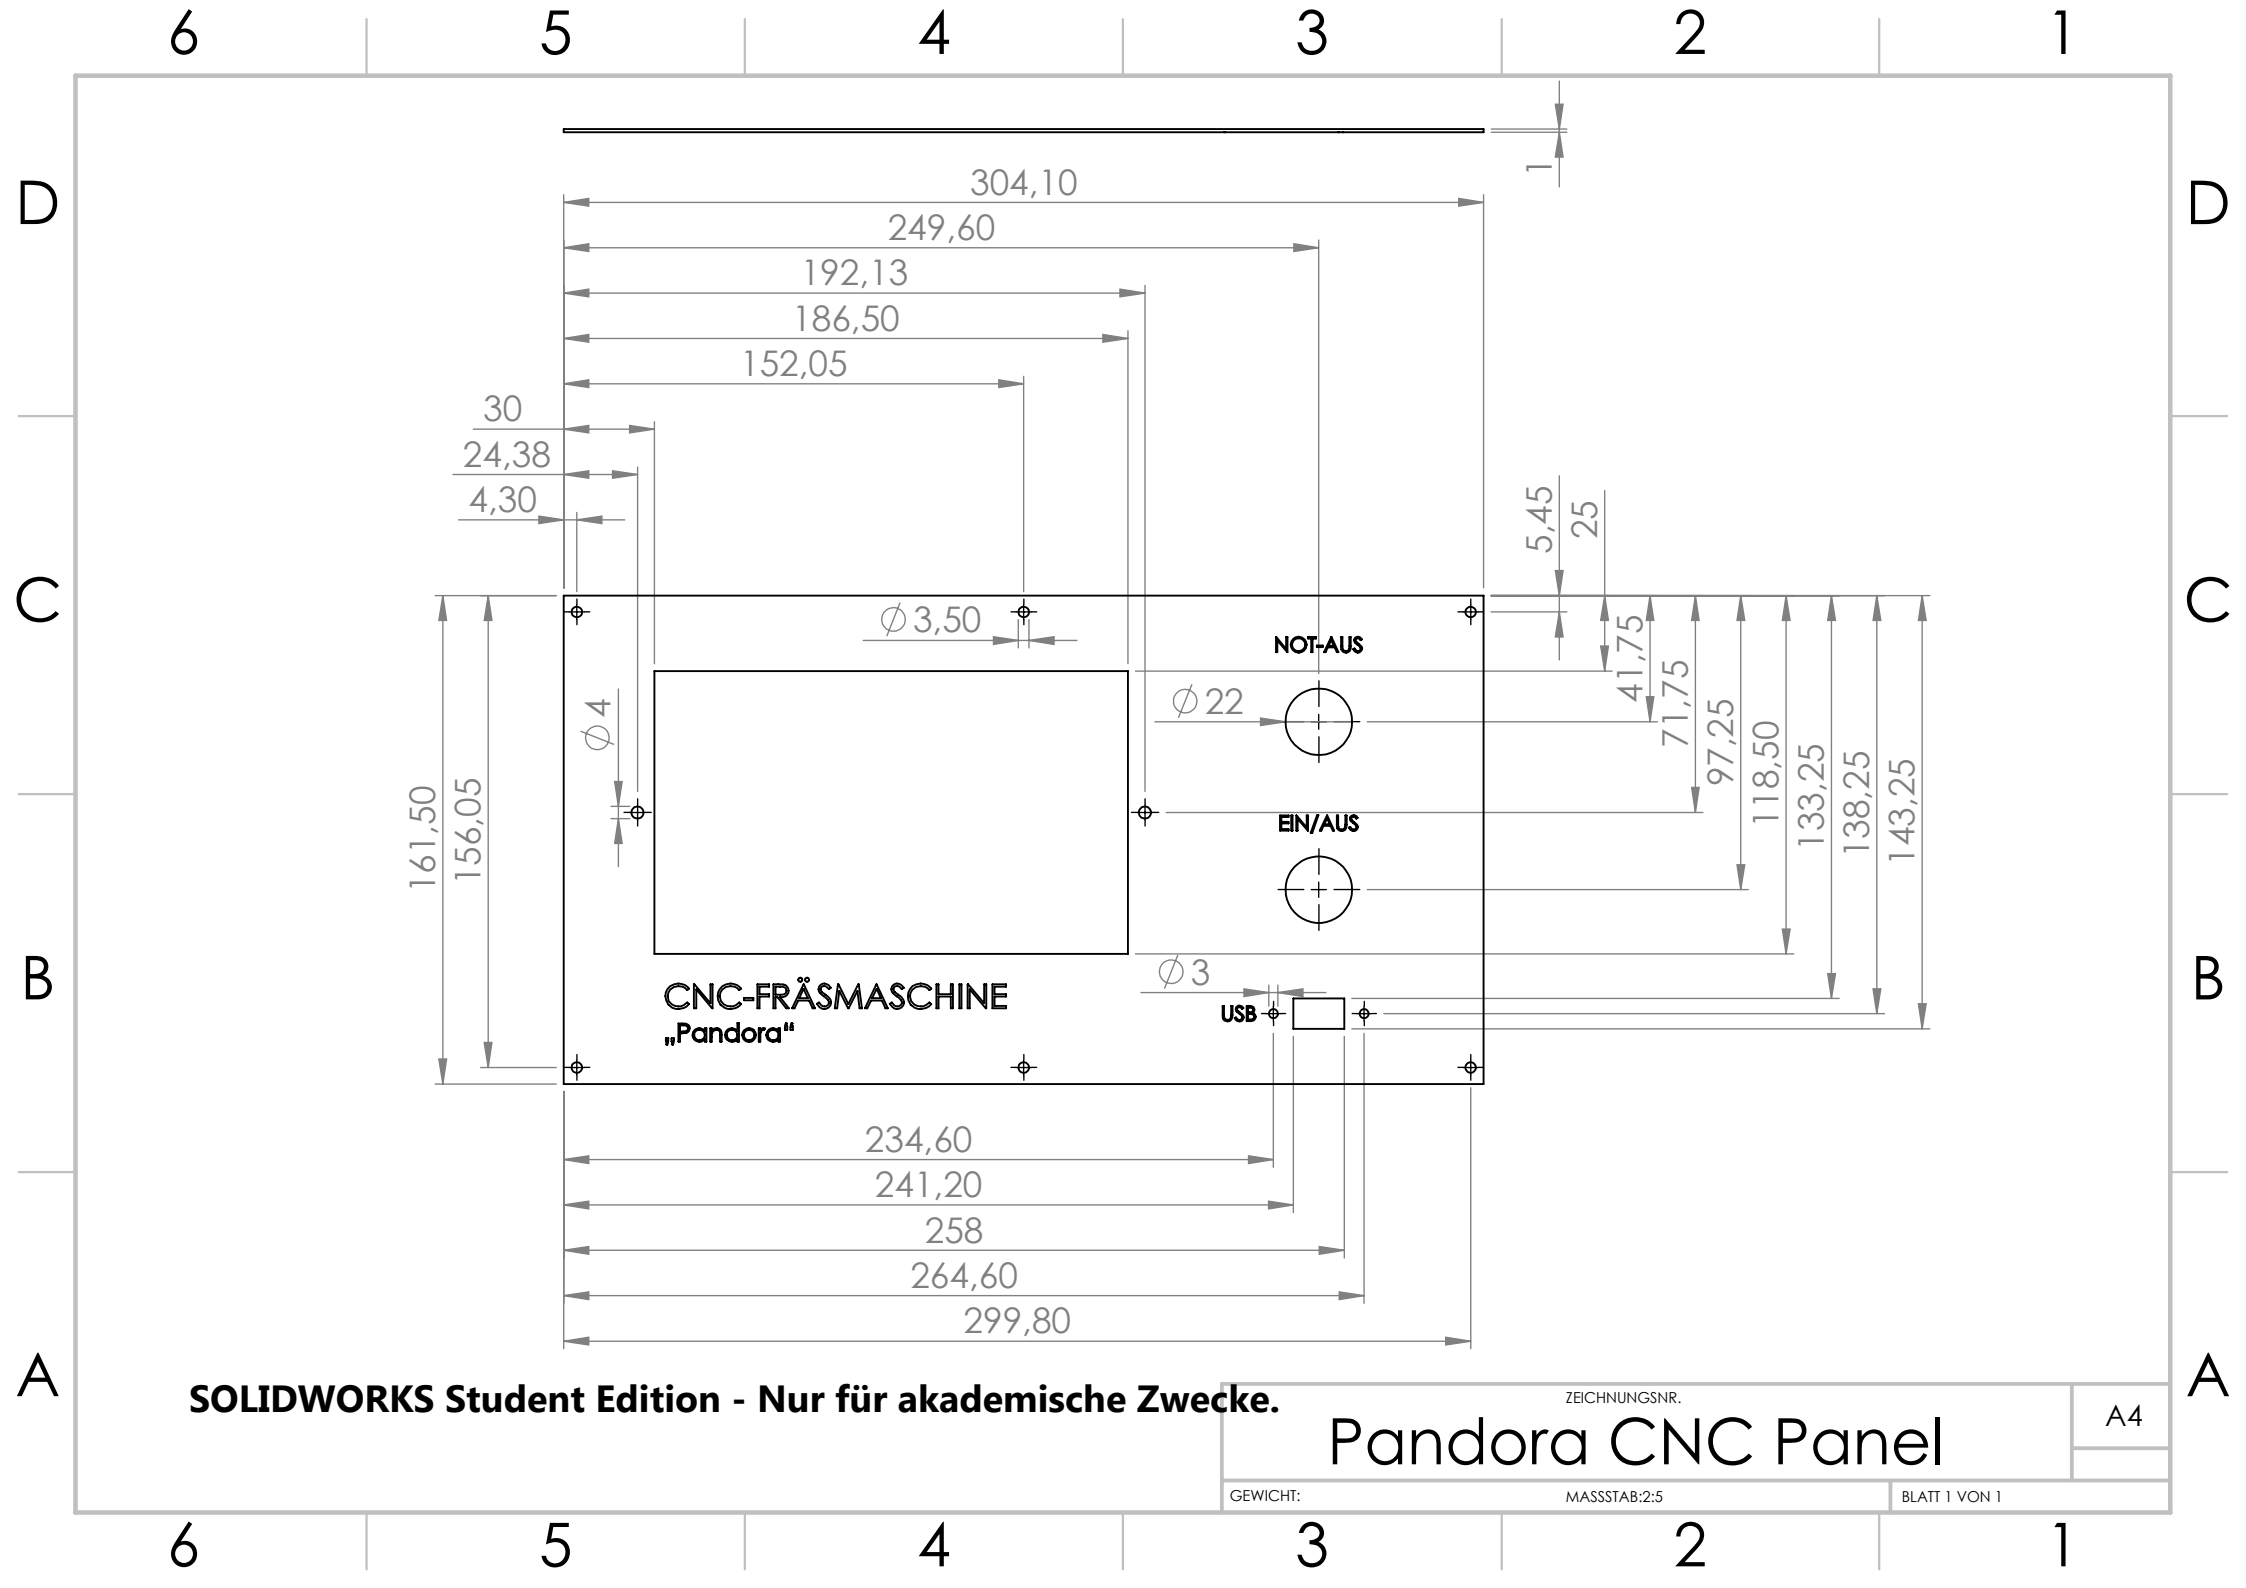 6 5 4 3 2 1
D D
1
304,10
249,60
192,13
186,50
152,05
30
24,38
4,30
5,45
25
C C
∅ 3,50
NOT-AUS
41,75
71,75
∅ 22
∅ 4
97,25
118,50
133,25
138,25
143,25
161,50
156,05
EIN/AUS
B B
∅ 3
CNC-FRÄSMASCHINE
„Pandora“
USB
234,60
241,20
258
264,60
299,80
A A
SOLIDWORKS Student Edition - Nur für akademische Zwecke.
ZEICHNUNGSNR.
Pandora CNC Panel
A4
GEWICHT:
MASSSTAB:2:5
BLATT 1 VON 1
6 5 4 3 2 1